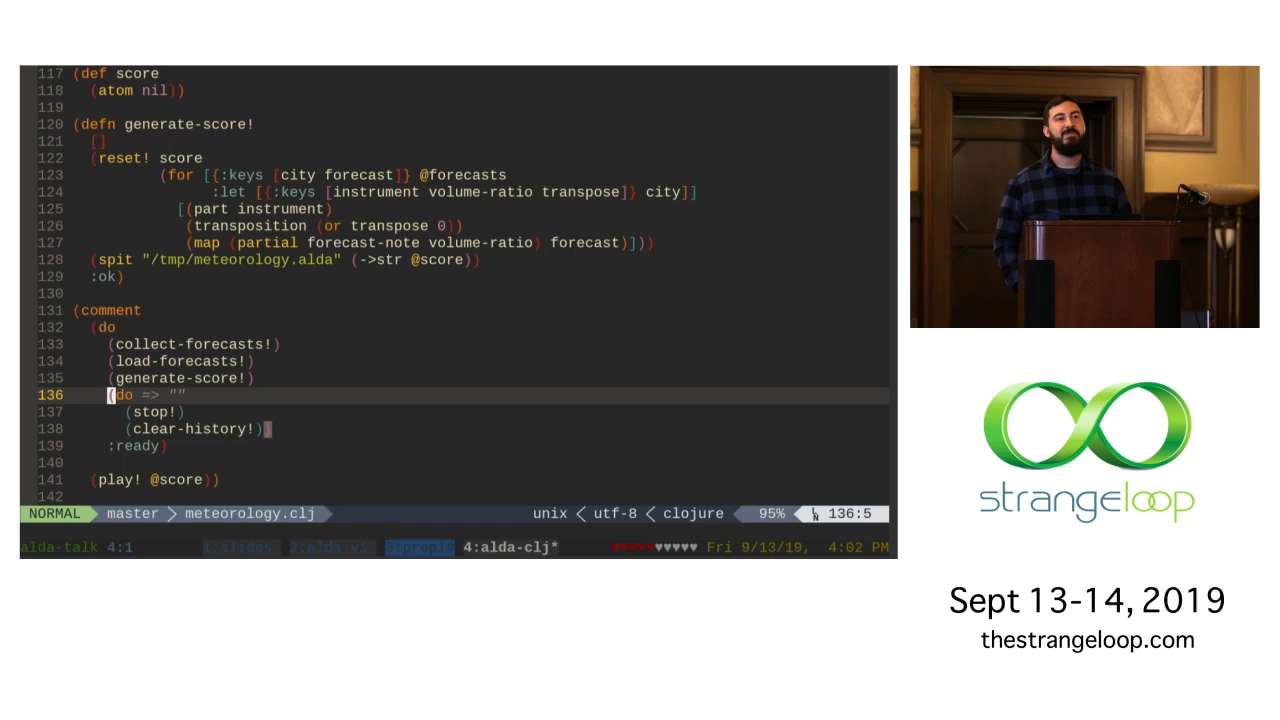 117 (def score
118   (atom nil))
119
120 (defn generate-score!
121   []
122   (reset! score
123           (for [{:keys [city forecast]} @forecasts
124                 :let [{:keys [instrument volume-ratio transpose]} city]]
125             [(part instrument)
126              (transposition (or transpose 0))
127              (map (partial forecast-note volume-ratio) forecast)]))
128   (spit "/tmp/meteorology.alda" (->str @score))
129   :ok)
130
131 (comment
132   (do
133     (collect-forecasts!)
134     (load-forecasts!)
135     (generate-score!)
136     (do => ""
137       (stop!)
138       (clear-history!))
139     :ready)
140
141   (play! @score))
142
NORMAL master meteorology.clj unix < utf-8 < clojure 95% 136:5
alda-talk 4:1 1:slides 2:alda-v1 3:prepl* 4:alda-clj* ♥♥♥♥♥♥♥♥♥♥ Fri 9/13/19, 4:02 PM
strangeloop
Sept 13-14, 2019
thestrangeloop.com